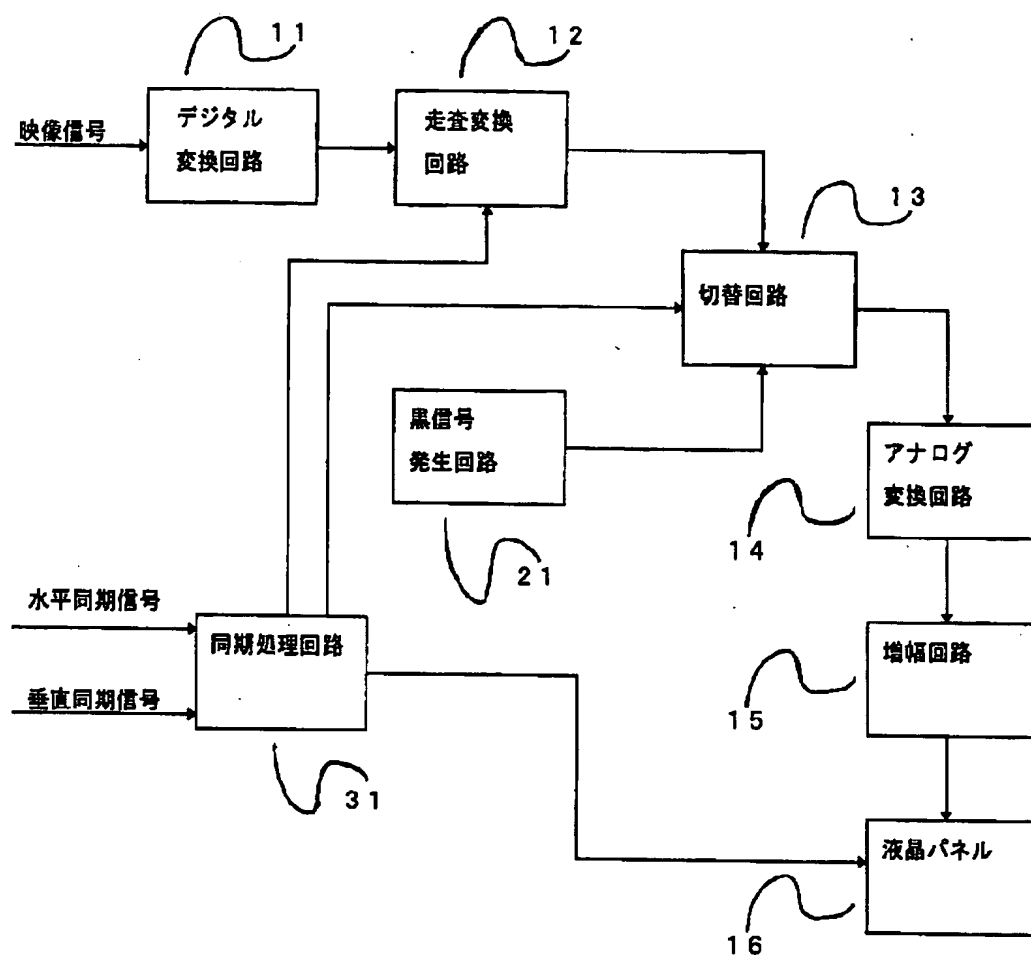 11
12
デジタル
変換回路
走査変換
回路
映像信号
13
切替回路
黒信号
発生回路
アナログ
変換回路
14
21
水平同期信号
同期処理回路
増幅回路
垂直同期信号
15
31
液晶パネル
16